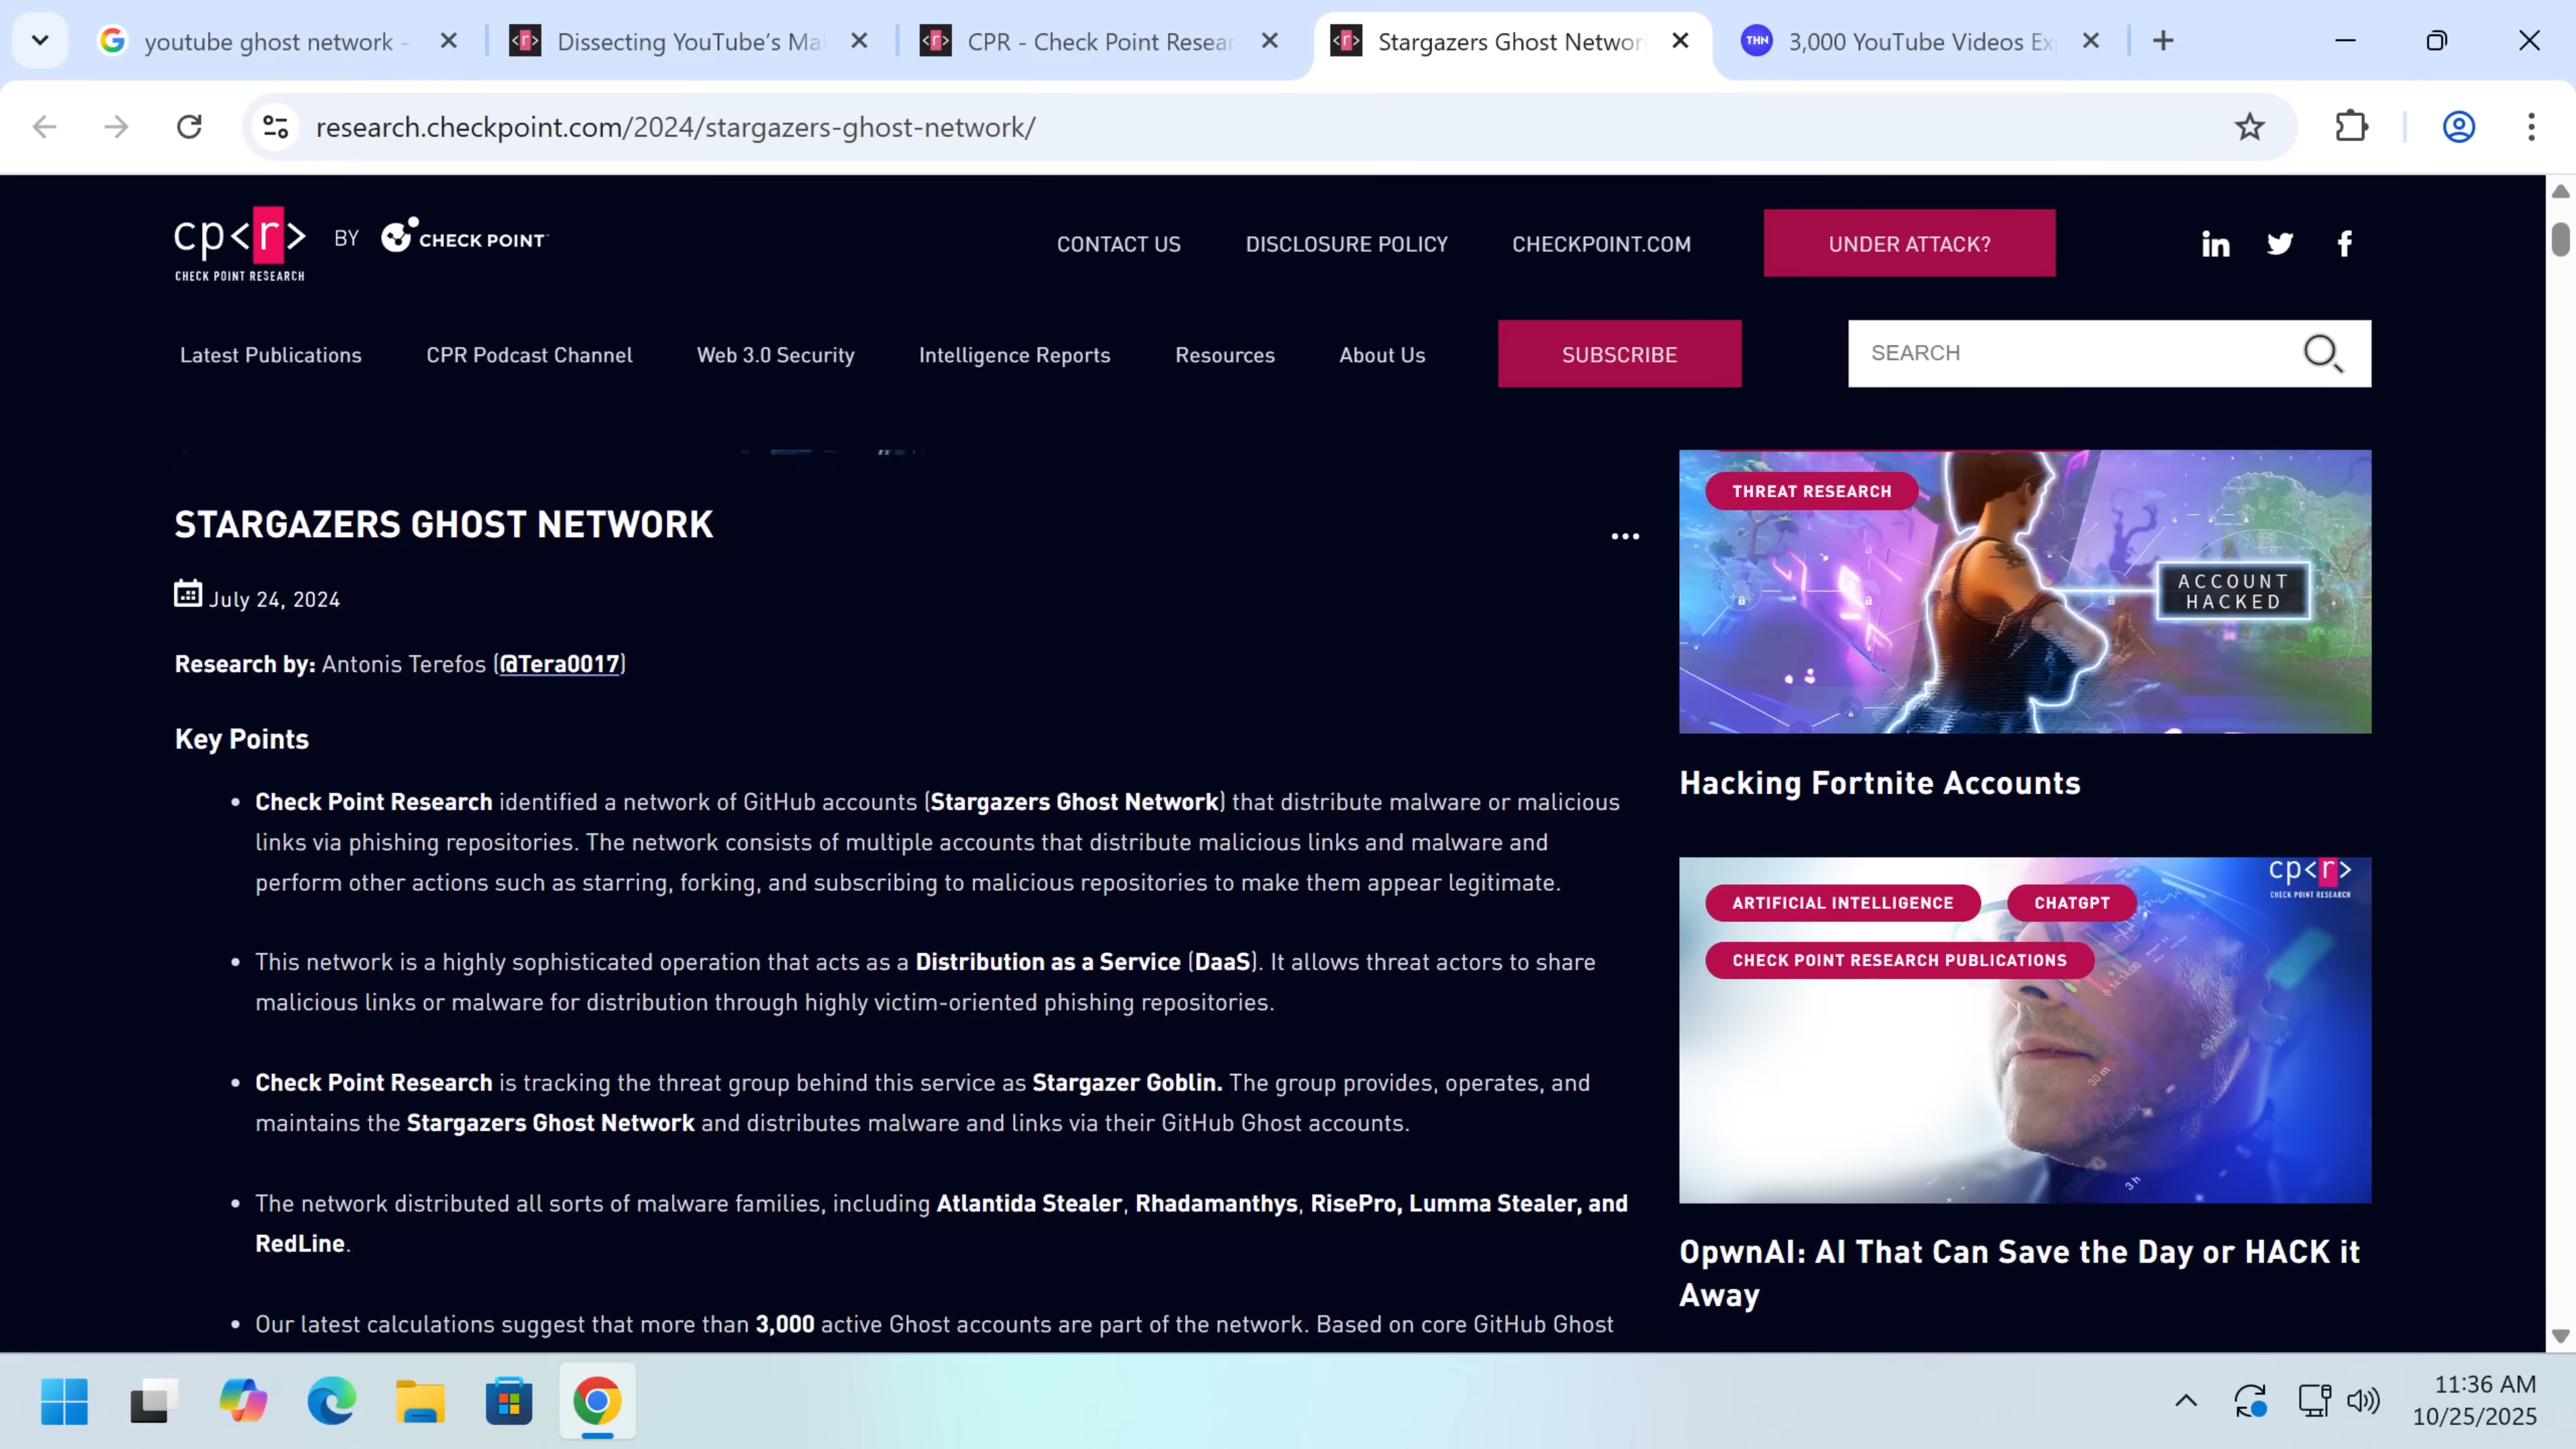 youtube ghost network -
Dissecting YouTube's Ma
CPR - Check Point Resear
Stargazers Ghost Networ
THN
3,000 YouTube Videos Ex
research.checkpoint.com/2024/stargazers-ghost-network/
cp<r>
CHECK POINT RESEARCH
BY
CHECK POINT
CONTACT US
DISCLOSURE POLICY
CHECKPOINT.COM
UNDER ATTACK?
Latest Publications
CPR Podcast Channel
Web 3.0 Security
Intelligence Reports
Resources
About Us
SUBSCRIBE
SEARCH
STARGAZERS GHOST NETWORK
July 24, 2024
Research by: Antonis Terefos (@Tera0017)
Key Points
Check Point Research identified a network of GitHub accounts (Stargazers Ghost Network) that distribute malware or malicious
links via phishing repositories. The network consists of multiple accounts that distribute malicious links and malware and
perform other actions such as starring, forking, and subscribing to malicious repositories to make them appear legitimate.
This network is a highly sophisticated operation that acts as a Distribution as a Service (DaaS). It allows threat actors to share
malicious links or malware for distribution through highly victim-oriented phishing repositories.
Check Point Research is tracking the threat group behind this service as Stargazer Goblin. The group provides, operates, and
maintains the Stargazers Ghost Network and distributes malware and links via their GitHub Ghost accounts.
The network distributed all sorts of malware families, including Atlantida Stealer, Rhadamanthys, RisePro, Lumma Stealer, and
RedLine.
Our latest calculations suggest that more than 3,000 active Ghost accounts are part of the network. Based on core GitHub Ghost
THREAT RESEARCH
ACCOUNT
HACKED
Hacking Fortnite Accounts
cp<r>
CHECK POINT RESEARCH
ARTIFICIAL INTELLIGENCE
CHATGPT
CHECK POINT RESEARCH PUBLICATIONS
30 m
3 h
OpwnAI: AI That Can Save the Day or HACK it
Away
11:36 AM
10/25/2025